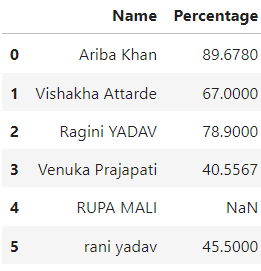 Name Percentage
0 Ariba Khan 89.6780
1 Vishakha Attarde 67.0000
2 Ragini YADAV 78.9000
3 Venuka Prajapati 40.5567
4 RUPA MALI NaN
5 rani yadav 45.5000